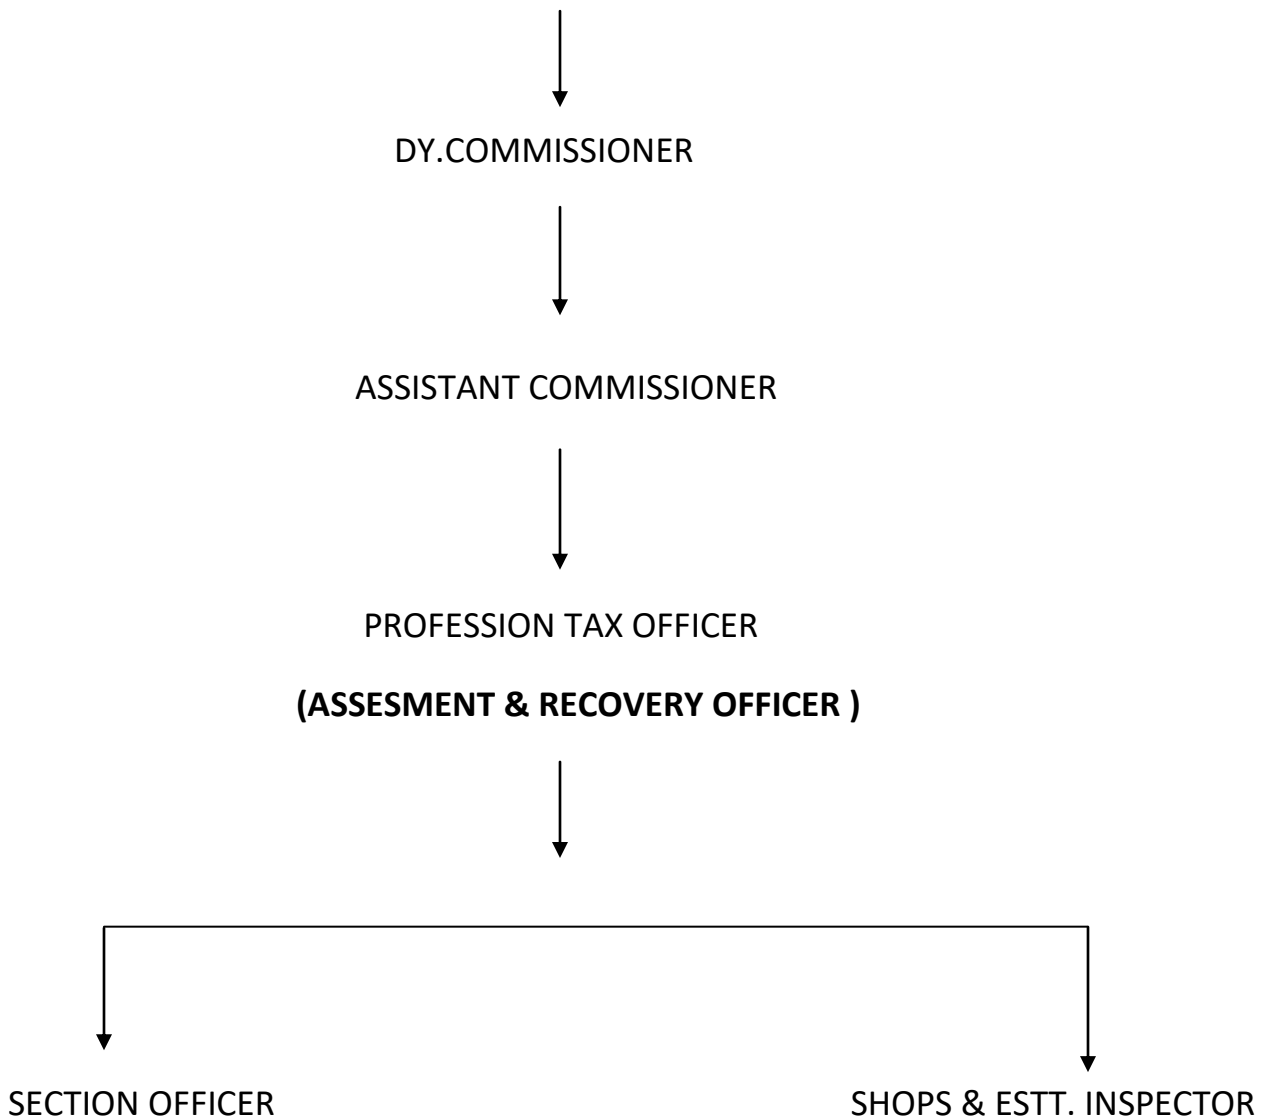 DY.COMMISSIONER
ASSISTANT COMMISSIONER
PROFESSION TAX OFFICER
(ASSESMENT & RECOVERY OFFICER )
SECTION OFFICER
SHOPS & ESTT. INSPECTOR